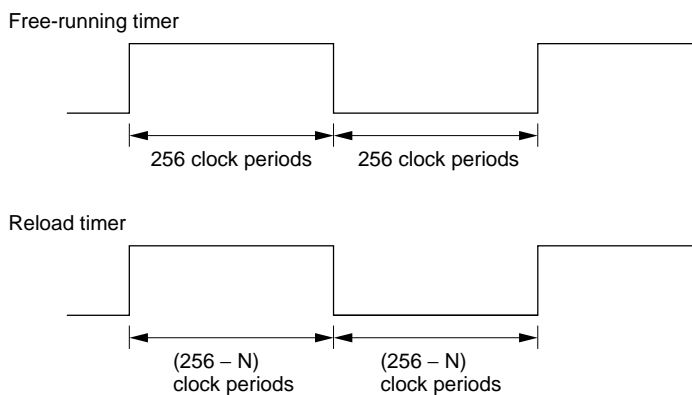 Free-running timer
256 clock periods 256 clock periods
Reload timer
(256 – N) (256 – N)
clock periods clock periods